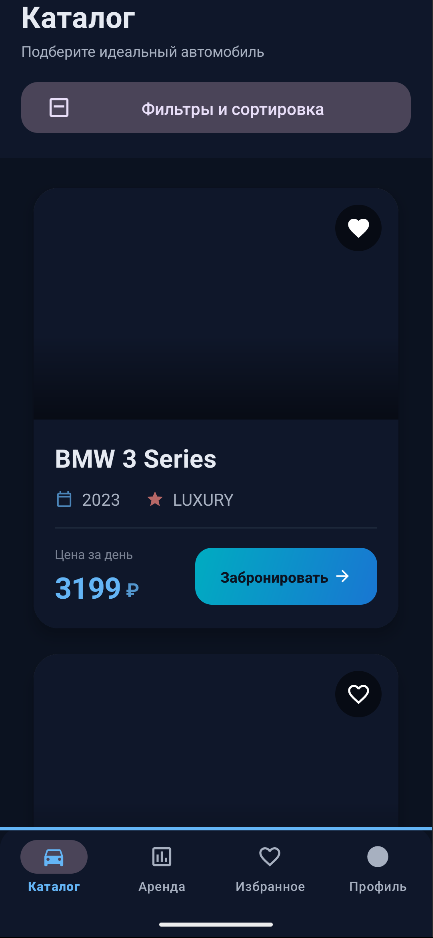 Каталог
Подберите идеальный автомобиль
Фильтры и сортировка
BMW 3 Series
2023 LUXURY
Цена за день
3199 ₽
Забронировать →
Каталог Аренда Избранное Профиль